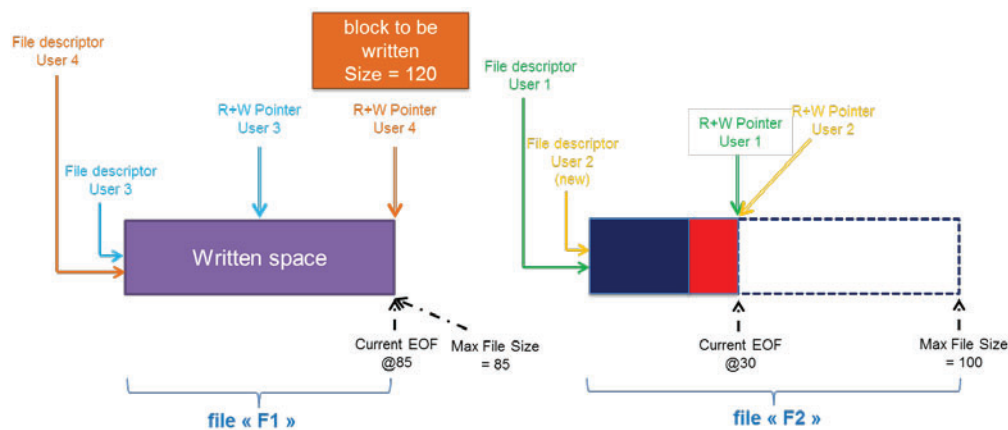 block to be
written
Size = 120
File descriptor
User 4
File descriptor
User 1
R+W Pointer
User 3
R+W Pointer
User 4
R+W Pointer
User 1
R+W Pointer
User 2
File descriptor
User 3
File descriptor
User 2
(new)
Written space
Current EOF
@85
Max File Size
= 85
Current EOF
@30
Max File Size
= 100
file « F1 »
file « F2 »